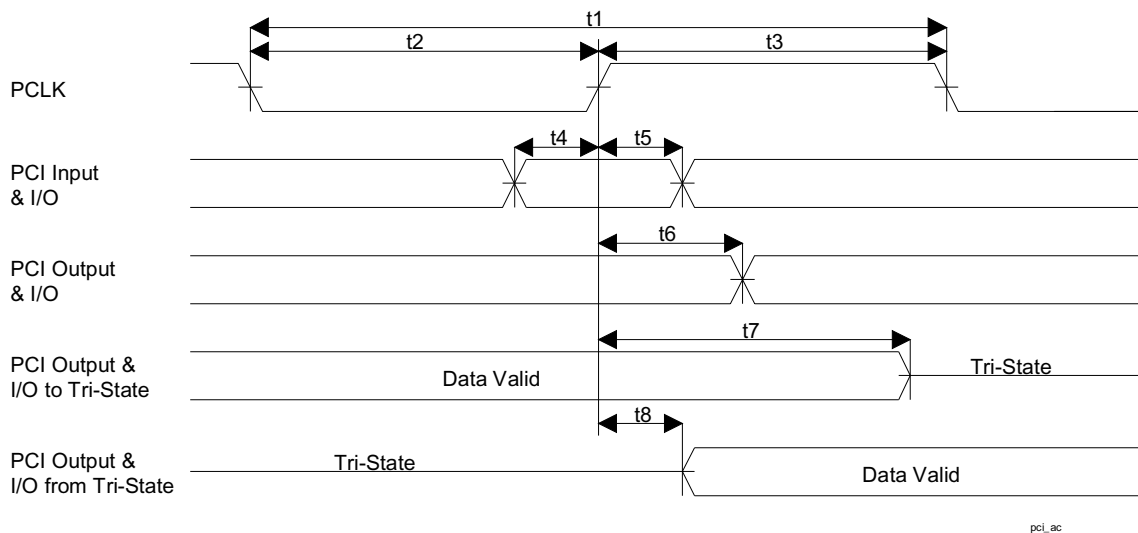 t1
t2
t3
PCLK
t4
t5
PCI Input
& I/O
t6
PCI Output
& I/O
t7
PCI Output &
I/O to Tri-State
Data Valid
Tri-State
t8
PCI Output &
I/O from Tri-State
Tri-State
Data Valid
pci_ac